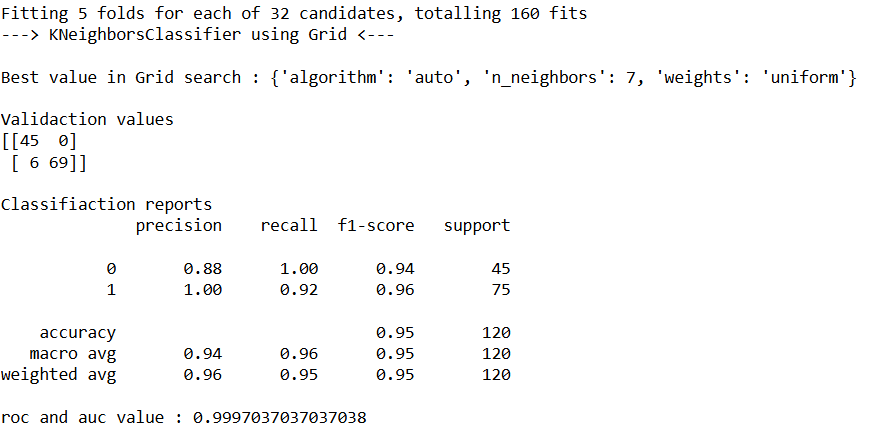 Fitting 5 folds for each of 32 candidates, totalling 160 fits
---> KNeighborsClassifier using Grid <---
Best value in Grid search : {'algorithm': 'auto', 'n_neighbors': 7, 'weights': 'uniform'}
Validaction values
[[45  0]
 [ 6 69]]
Classifiaction reports
              precision    recall  f1-score   support
           0       0.88      1.00      0.94        45
           1       1.00      0.92      0.96        75
    accuracy                           0.95       120
   macro avg       0.94      0.96      0.95       120
weighted avg       0.96      0.95      0.95       120
roc and auc value : 0.9997037037037038